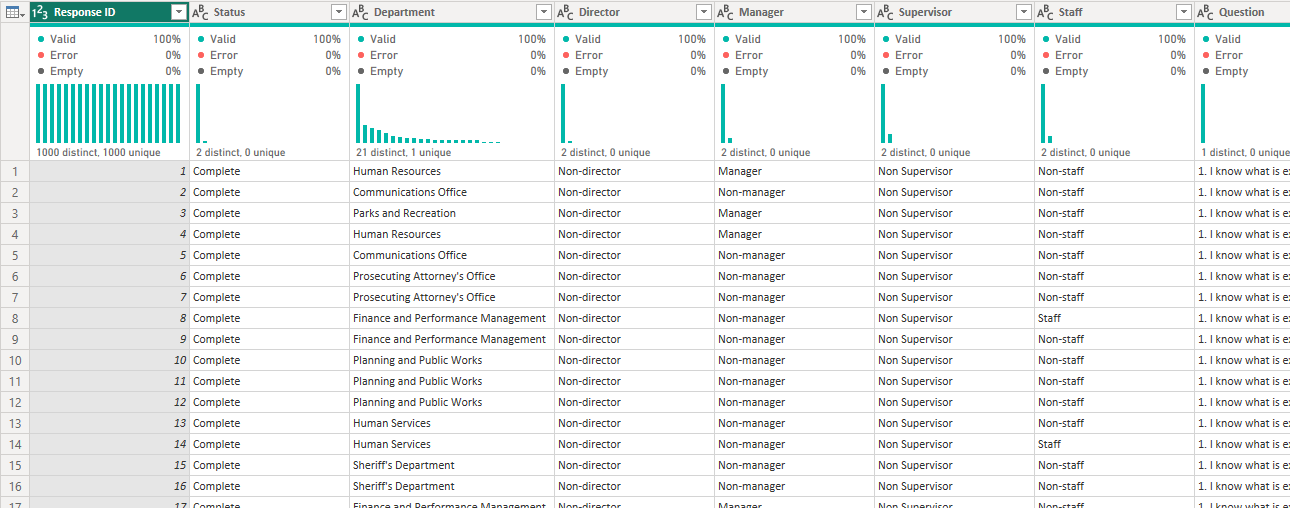 1 2 3 Response ID A B C Status A B C Department A B C Director A B C Manager A B C Supervisor A B C Staff A B C Question
Valid 100% Valid 100% Valid 100% Valid 100% Valid 100% Valid 100% Valid 100% Valid
Error 0% Error 0% Error 0% Error 0% Error 0% Error 0% Error 0% Error
Empty 0% Empty 0% Empty 0% Empty 0% Empty 0% Empty 0% Empty 0% Empty
1000 distinct, 1000 unique 2 distinct, 0 unique 21 distinct, 1 unique 2 distinct, 0 unique 2 distinct, 0 unique 2 distinct, 0 unique 2 distinct, 0 unique 1 distinct, 0 unique
1 1 Complete Human Resources Non-director Manager Non Supervisor Non-staff 1. I know what is e
2 2 Complete Communications Office Non-director Non-manager Non Supervisor Non-staff 1. I know what is e
3 3 Complete Parks and Recreation Non-director Manager Non Supervisor Non-staff 1. I know what is e
4 4 Complete Human Resources Non-director Manager Non Supervisor Non-staff 1. I know what is e
5 5 Complete Communications Office Non-director Non-manager Non Supervisor Non-staff 1. I know what is e
6 6 Complete Prosecuting Attorney's Office Non-director Non-manager Non Supervisor Non-staff 1. I know what is e
7 7 Complete Prosecuting Attorney's Office Non-director Non-manager Non Supervisor Non-staff 1. I know what is e
8 8 Complete Finance and Performance Management Non-director Non-manager Non Supervisor Staff 1. I know what is e
9 9 Complete Finance and Performance Management Non-director Non-manager Non Supervisor Non-staff 1. I know what is e
10 10 Complete Planning and Public Works Non-director Non-manager Non Supervisor Non-staff 1. I know what is e
11 11 Complete Planning and Public Works Non-director Non-manager Non Supervisor Non-staff 1. I know what is e
12 12 Complete Planning and Public Works Non-director Non-manager Non Supervisor Non-staff 1. I know what is e
13 13 Complete Human Services Non-director Non-manager Non Supervisor Non-staff 1. I know what is e
14 14 Complete Human Services Non-director Non-manager Non Supervisor Staff 1. I know what is e
15 15 Complete Sheriff's Department Non-director Non-manager Non Supervisor Non-staff 1. I know what is e
16 16 Complete Sheriff's Department Non-director Non-manager Non Supervisor Non-staff 1. I know what is e
17 17 Complete Finance and Performance Management Non-director Manager Non Supervisor Non-staff 1. I know what is e